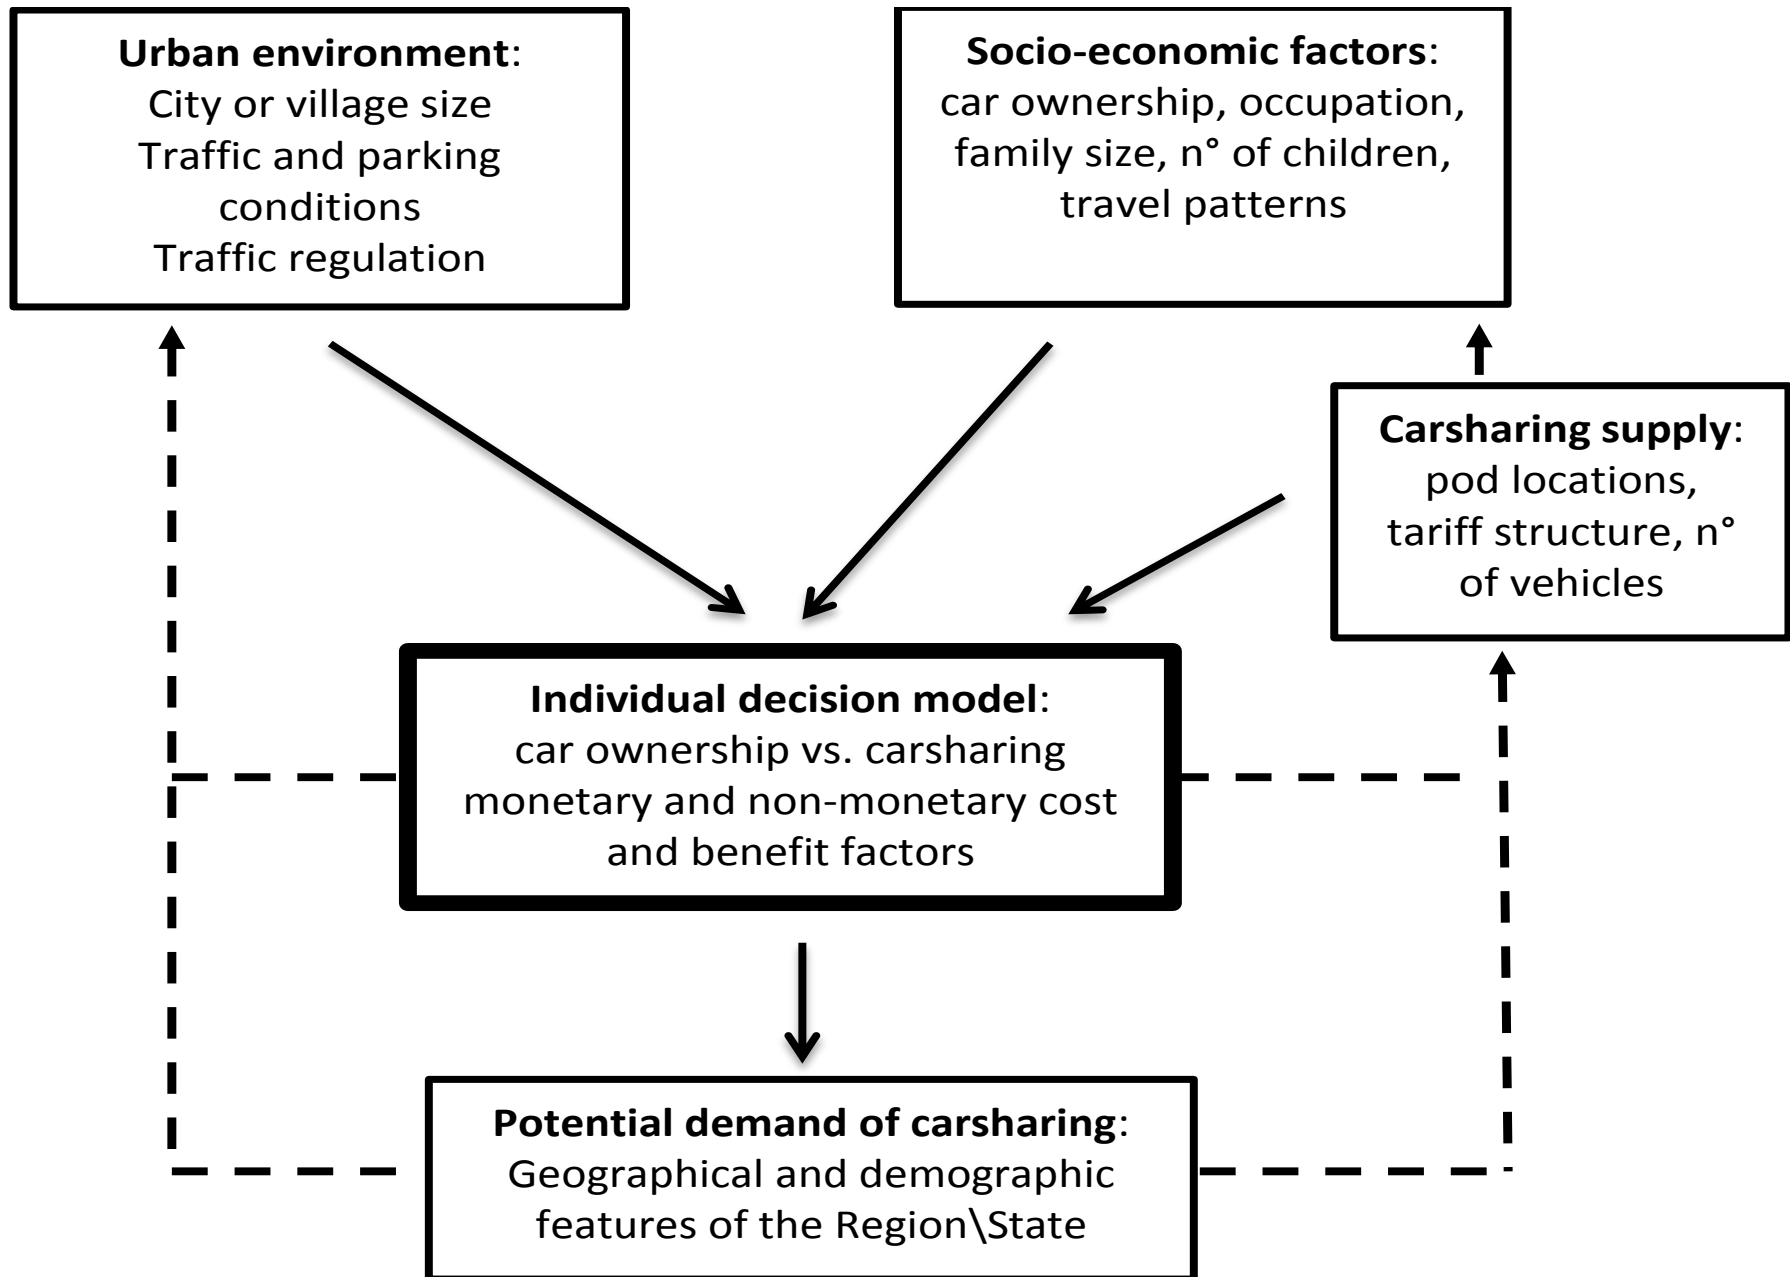 Urban environment:
City or village size
Traffic and parking
conditions
Traffic regulation
Socio-economic factors:
car ownership, occupation,
family size, n° of children,
travel patterns
Carsharing supply:
pod locations,
tariff structure, n°
of vehicles
Individual decision model:
car ownership vs. carsharing
monetary and non-monetary cost
and benefit factors
Potential demand of carsharing:
Geographical and demographic
features of the Region\State